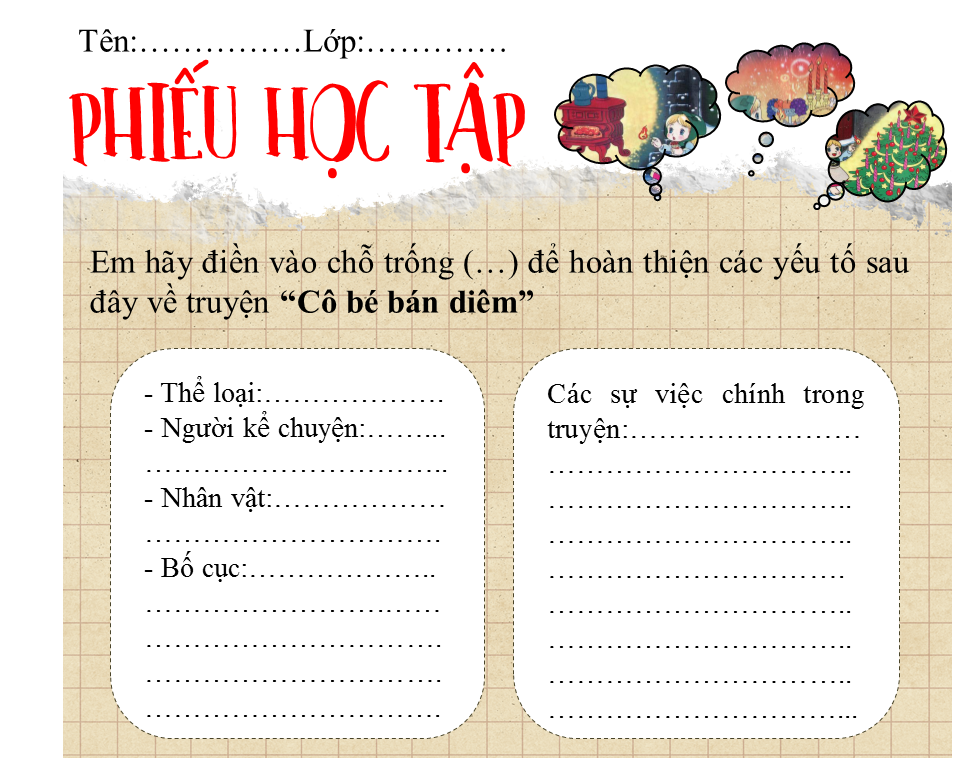 Tên:……………Lớp:………….
PHIẾU HỌC TẬP
Em hãy điền vào chỗ trống (…) để hoàn thiện các yếu tố sau
đây về truyện “Cô bé bán diêm”
- Thể loại:……………….
- Người kể chuyện:……...
…………………………..
- Nhân vật:………………
………………………….
- Bố cục:………………..
…………………….……
………………………….
………………………….
………………………….
Các sự việc chính trong
truyện:……………………
…………………………..
…………………………..
…………………………..
………………………….
…………………………..
…………………………..
…………………………..
…………………………...